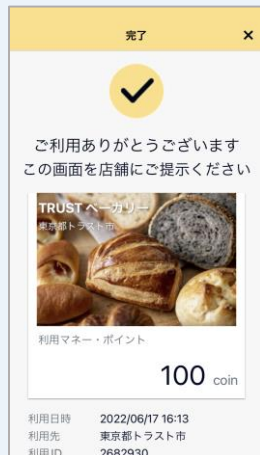 完了
×
ご利用ありがとうございます
この画面を店舗にご提示ください
TRUST ベーカリー
東京都トラスト市
利用マネー・ポイント
100 coin
利用日時 2022/06/17 16:13
利用先 東京都トラスト市
利用ID 2682930